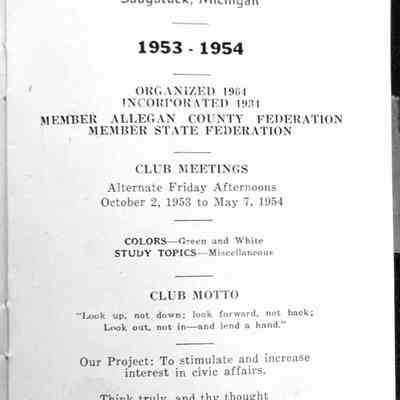 Saugatuck, Michigan
1953 - 1954
ORGANIZED 1964
INCORPORATED 1934
MEMBER ALLEGAN COUNTY FEDERATION
MEMBER STATE FEDERATION
CLUB MEETINGS
Alternate Friday Afternoons
October 2, 1953 to May 7, 1954
COLORS—Green and White
STUDY TOPICS—Miscellaneous
CLUB MOTTO
"Look up, not down; look forward, not back;
Look out, not in—and lend a hand."
Our Project: To stimulate and increase
interest in civic affairs.
Think truly, and thy thought